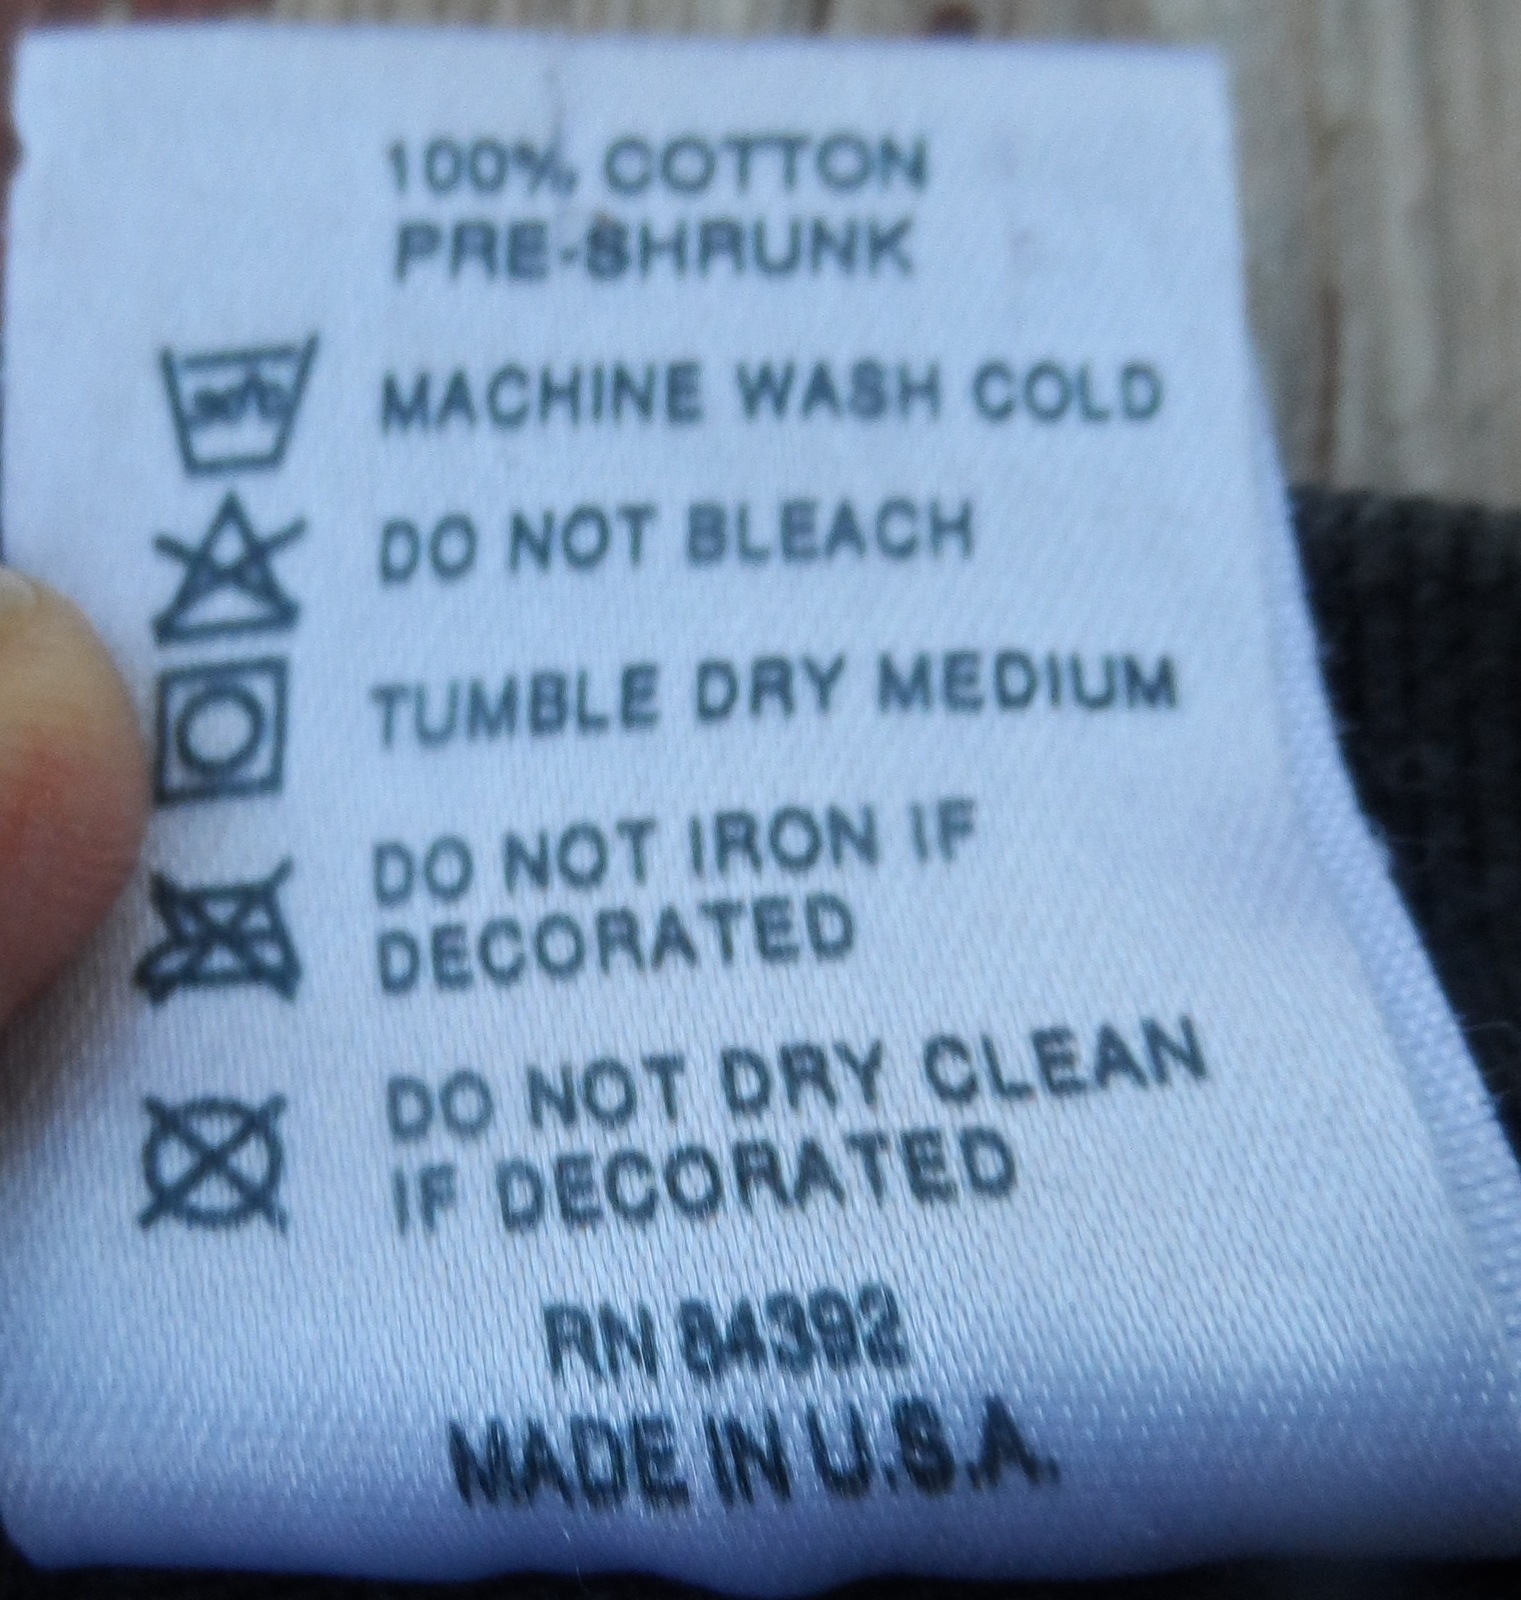 100% COTTON
PRE-SHRUNK
MACHINE WASH COLD
DO NOT BLEACH
TUMBLE DRY MEDIUM
DO NOT IRON IF
DECORATED
DO NOT DRY CLEAN
IF DECORATED
RN 84392
MADE IN U.S.A.